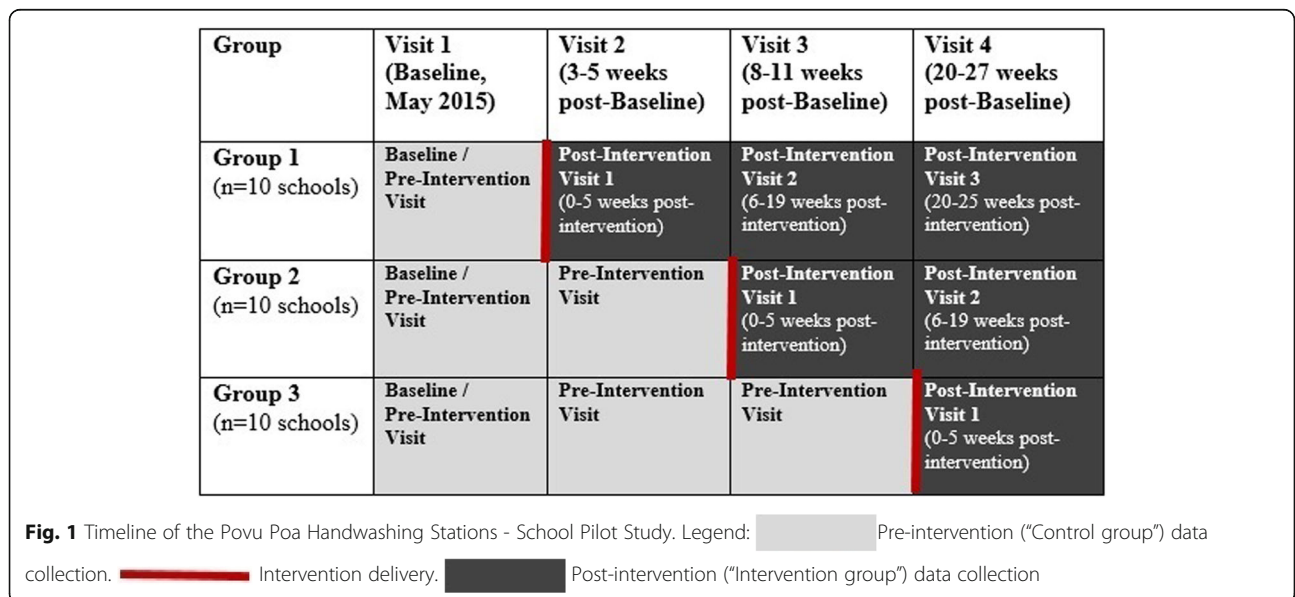 Group
Visit 1
(Baseline,
May 2015)
Visit 2
(3-5 weeks
post-Baseline)
Visit 3
(8-11 weeks
post-Baseline)
Visit 4
(20-27 weeks
post-Baseline)
Group 1
(n=10 schools)
Baseline /
Pre-Intervention
Visit
Post-Intervention
Visit 1
(0-5 weeks post-
intervention)
Post-Intervention
Visit 2
(6-19 weeks post-
intervention)
Post-Intervention
Visit 3
(20-25 weeks post-
intervention)
Group 2
(n=10 schools)
Baseline /
Pre-Intervention
Visit
Pre-Intervention
Visit
Post-Intervention
Visit 1
(0-5 weeks post-
intervention)
Post-Intervention
Visit 2
(6-19 weeks post-
intervention)
Group 3
(n=10 schools)
Baseline /
Pre-Intervention
Visit
Pre-Intervention
Visit
Pre-Intervention
Visit
Post-Intervention
Visit 1
(0-5 weeks post-
intervention)
Fig. 1 Timeline of the Povu Poa Handwashing Stations - School Pilot Study. Legend: Pre-intervention (“Control group”) data
collection. Intervention delivery. Post-intervention (“Intervention group”) data collection